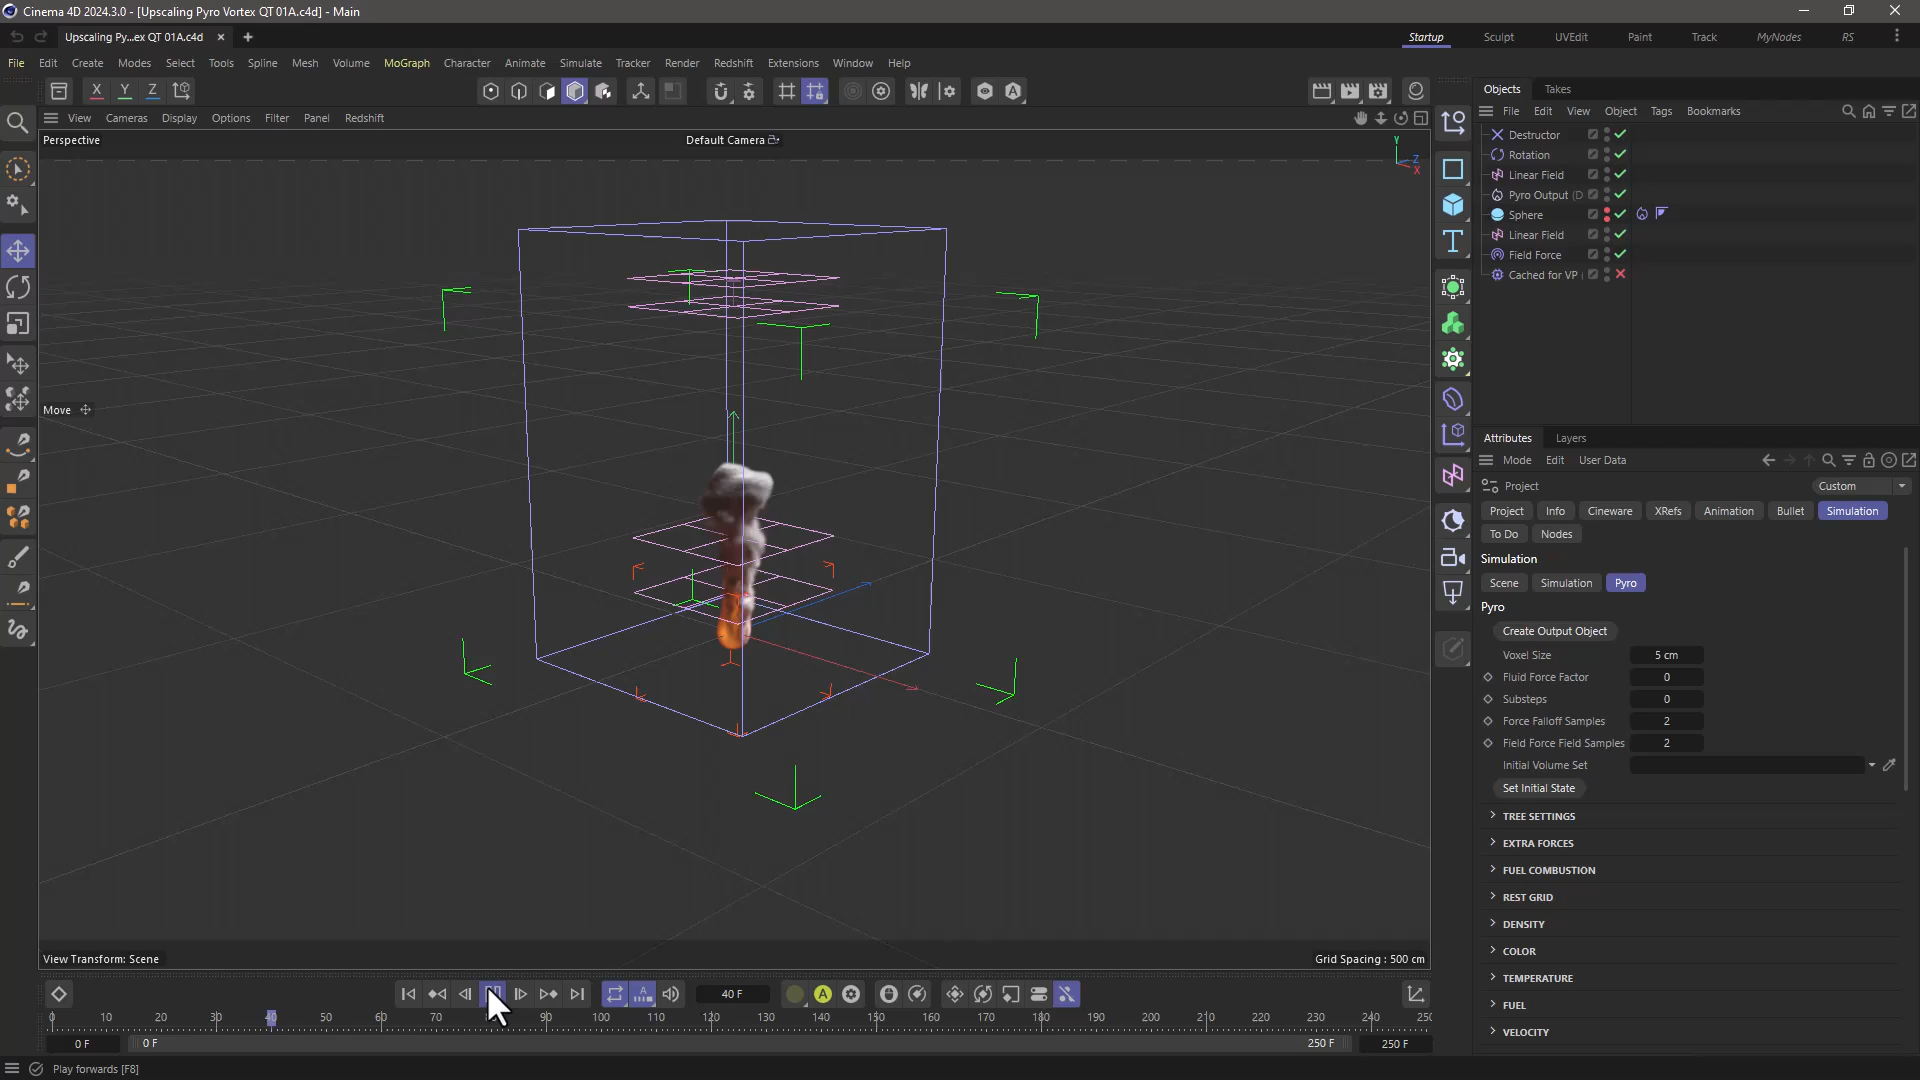 Cinema 4D 2024.3.0 - [Upscaling Pyro Vortex QT 01A.c4d] - Main
Upscaling Py...ex QT 01A.c4d
Startup Sculpt UVEdit Paint Track MyNodes RS
File Edit Create Modes Select Tools Spline Mesh Volume MoGraph Character Animate Simulate Tracker Render Redshift Extensions Window Help
X Y Z
Objects Takes
View Cameras Display Options Filter Panel Redshift
File Edit View Object Tags Bookmarks
Perspective
Default Camera
Y
Z
X
Destructor
Rotation
Linear Field
Pyro Output (D
Sphere
Linear Field
Field Force
Cached for VP
Move
Attributes Layers
Mode Edit User Data
Project
Custom
Project Info Cineware XRefs Animation Bullet Simulation
To Do Nodes
Simulation
Scene Simulation Pyro
Pyro
Create Output Object
Voxel Size 5 cm
Fluid Force Factor 0
Substeps 0
Force Falloff Samples 2
Field Force Field Samples 2
Initial Volume Set
Set Initial State
TREE SETTINGS
EXTRA FORCES
FUEL COMBUSTION
REST GRID
DENSITY
COLOR
TEMPERATURE
FUEL
VELOCITY
View Transform: Scene
Grid Spacing : 500 cm
40 F
0 10 20 30 40 50 60 70 90 100 110 120 130 140 150 160 170 180 190 200 210 220 230 240 250
0 F
0 F
250 F
250 F
Play forwards [F8]